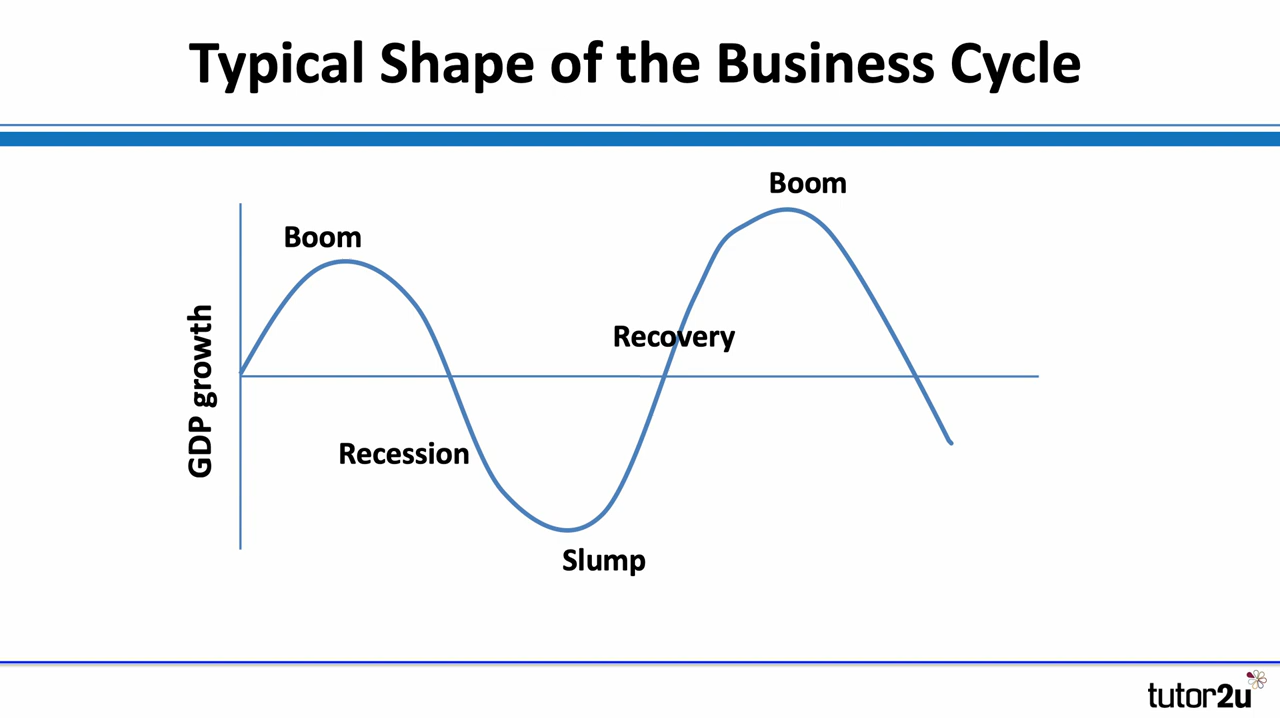 Typical Shape of the Business Cycle
Boom
Boom
GDP growth
Recovery
Recession
Slump
tutor2u